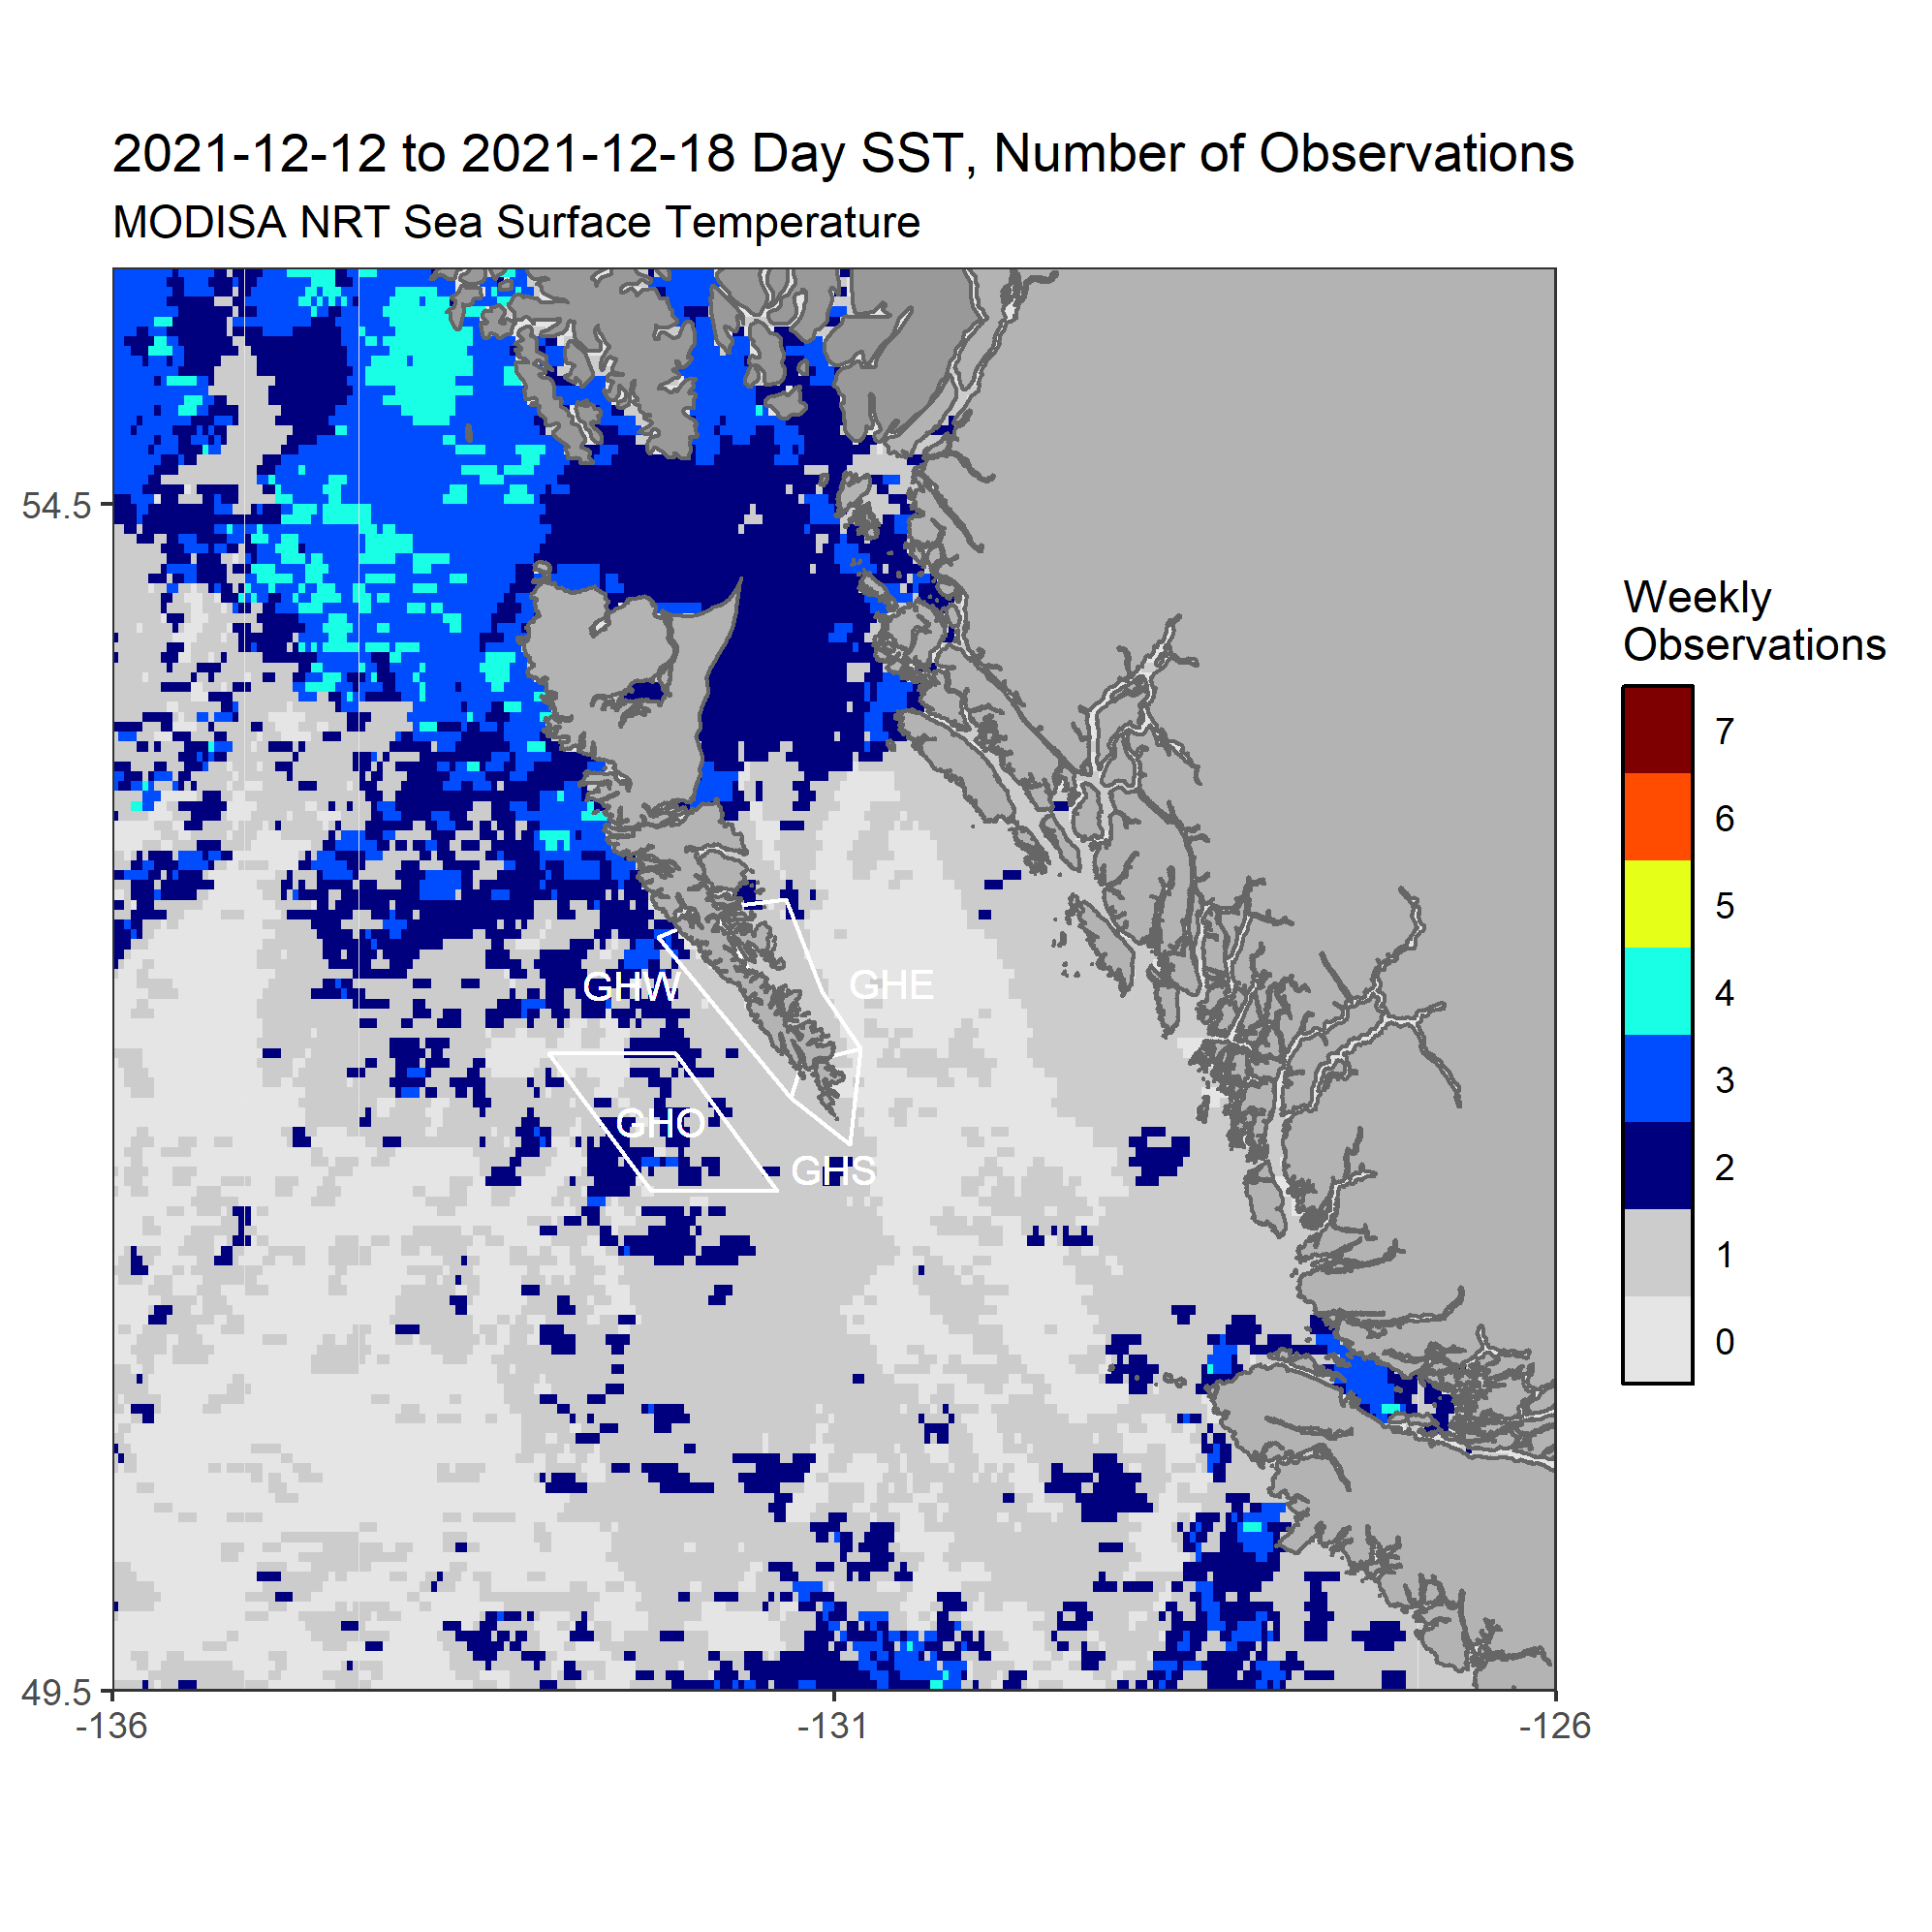 2021-12-12 to 2021-12-18 Day SST, Number of Observations
MODISA NRT Sea Surface Temperature
54.5
49.5
-136
-131
-126
GHW
GHE
GHO
GHS
Weekly
Observations
7
6
5
4
3
2
1
0